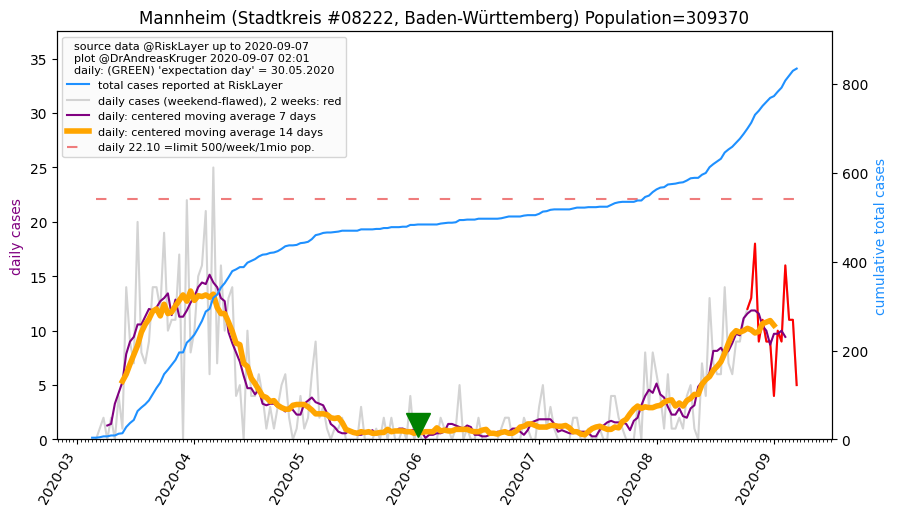 Mannheim (Stadtkreis #08222, Baden-Württemberg) Population=309370
source data @RiskLayer up to 2020-09-07
plot @DrAndreasKruger 2020-09-07 02:01
daily: (GREEN) 'expectation day' = 30.05.2020
total cases reported at RiskLayer
daily cases (weekend-flawed), 2 weeks: red
daily: centered moving average 7 days
daily: centered moving average 14 days
daily 22.10 =limit 500/week/1mio pop.
daily cases
35
30
25
20
15
10
5
0
cumulative total cases
800
600
400
200
0
2020-03
2020-04
2020-05
2020-06
2020-07
2020-08
2020-09